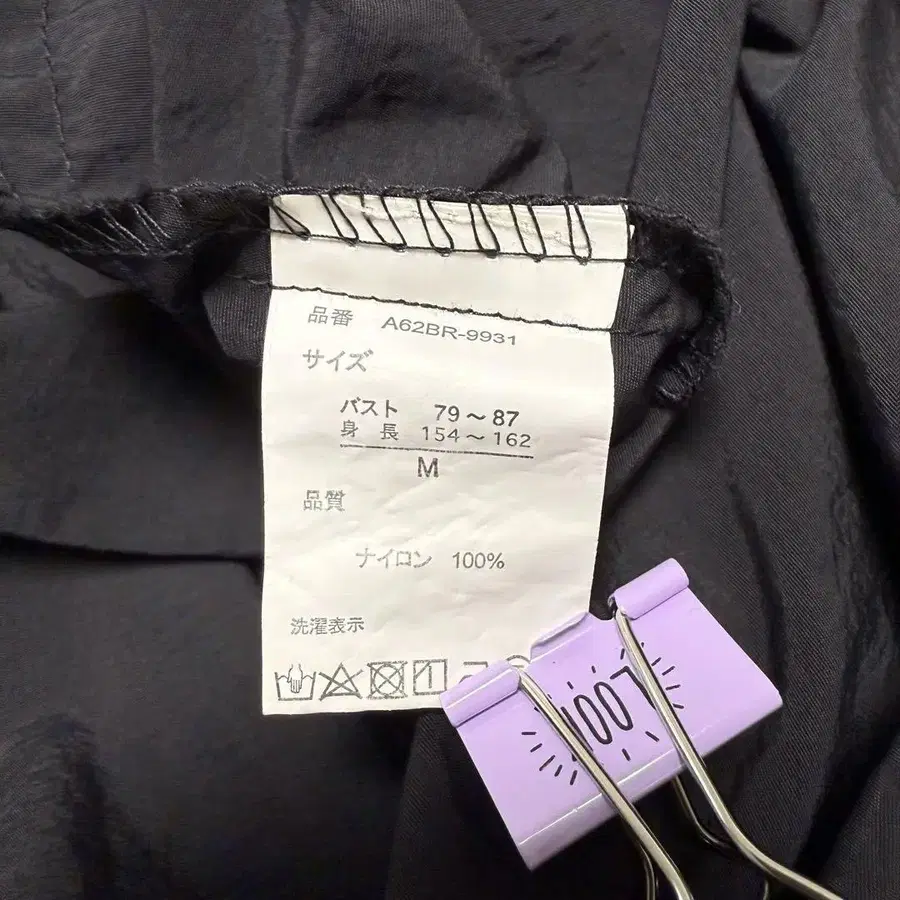 品番 A62BR-9931
サイズ
バスト 79～87
身長 154～162
M
品質
ナイロン 100%
洗濯表示